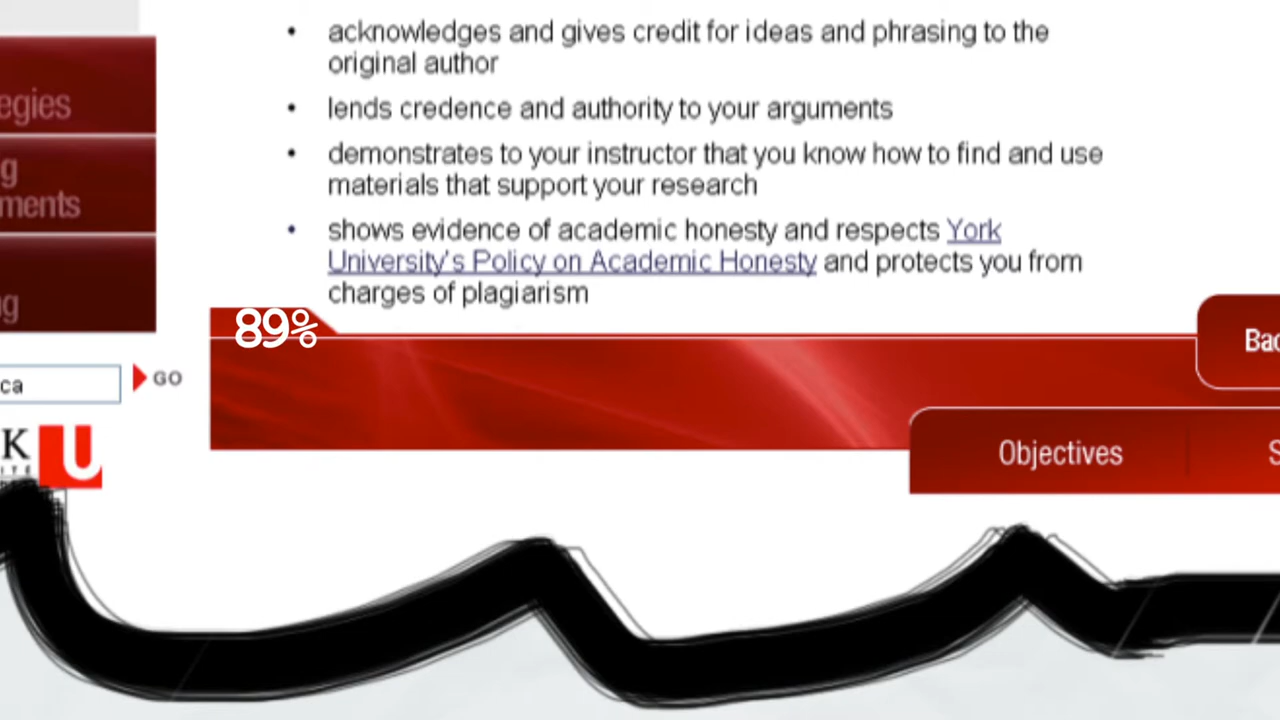 acknowledges and gives credit for ideas and phrasing to the
original author
lends credence and authority to your arguments
demonstrates to your instructor that you know how to find and use
materials that support your research
shows evidence of academic honesty and respects York
University's Policy on Academic Honesty and protects you from
charges of plagiarism
egies
g
ments
ng
ca
GO
K
U
89%
Bac
Objectives
S